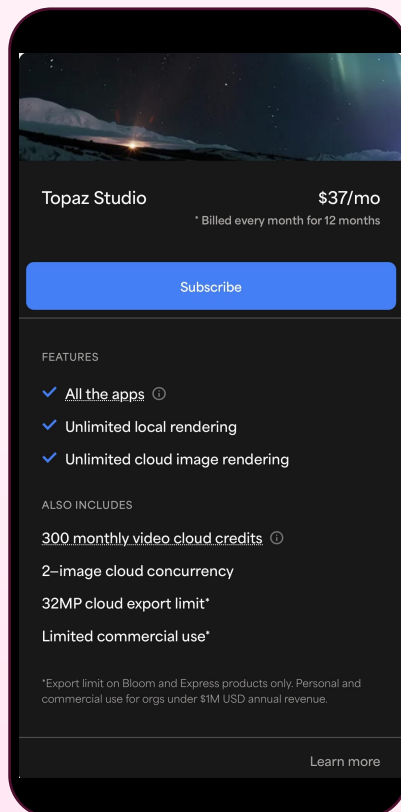 Topaz Studio
$37/mo
* Billed every month for 12 months
Subscribe
FEATURES
All the apps
Unlimited local rendering
Unlimited cloud image rendering
ALSO INCLUDES
300 monthly video cloud credits
2–image cloud concurrency
32MP cloud export limit*
Limited commercial use*
*Export limit on Bloom and Express products only. Personal and
commercial use for orgs under $1M USD annual revenue.
Learn more